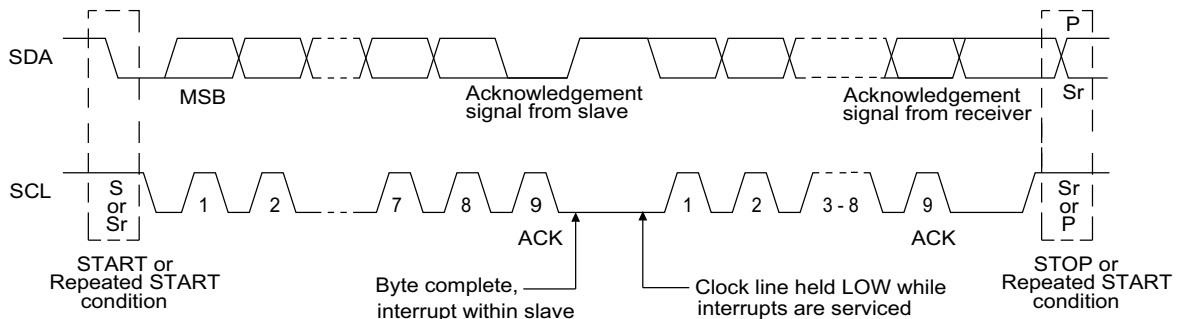 P
SDA
MSB
Acknowledgement
signal from slave
Acknowledgement
signal from receiver
Sr
SCL
S
or
Sr
1
2
7
8
9
1
2
3 - 8
9
Sr
or
P
ACK
ACK
START or
Repeated START
condition
Byte complete,
interrupt within slave
Clock line held LOW while
interrupts are serviced
STOP or
Repeated START
condition